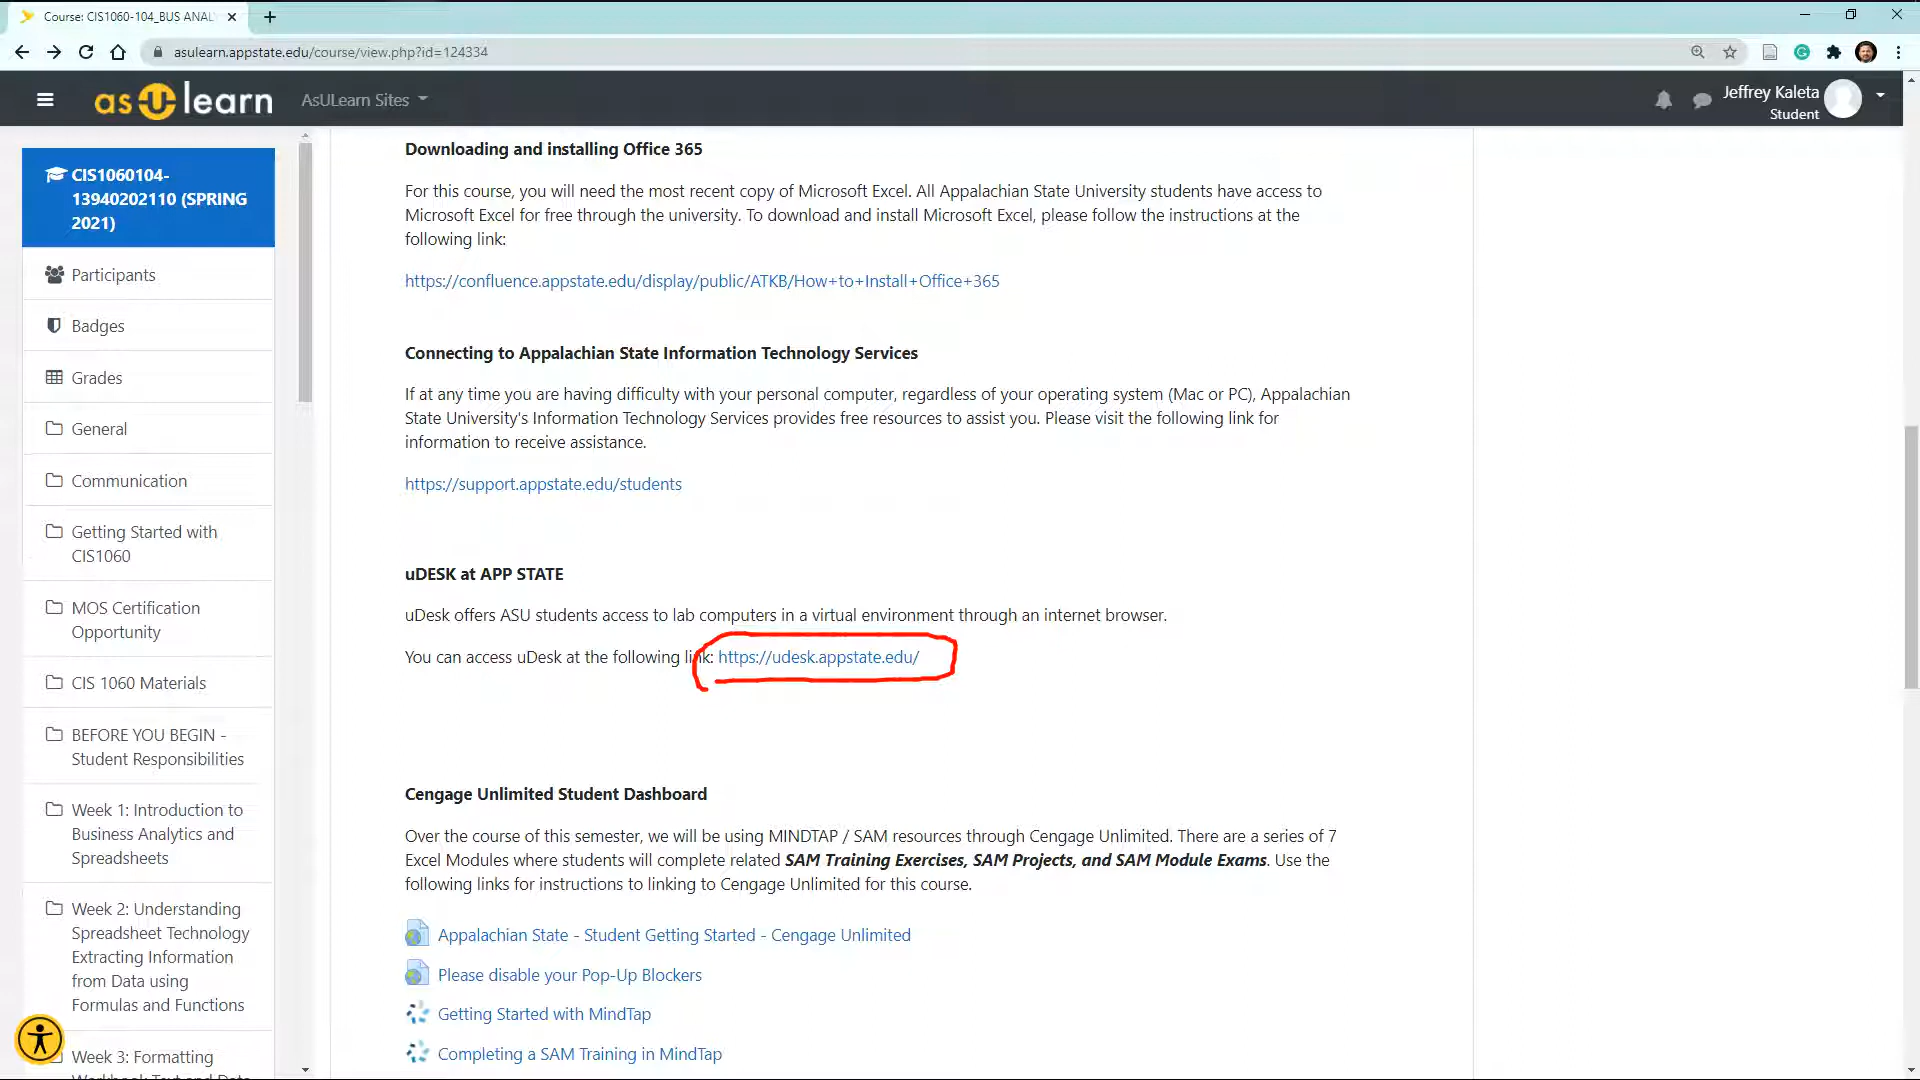 Course: CIS1060-104_BUS ANAL
asulearn.appstate.edu/course/view.php?id=124334
asUlearn
AsULearn Sites
Jeffrey Kaleta
Student
CIS1060104-
13940202110 (SPRING
2021)
Participants
Badges
Grades
General
Communication
Getting Started with
CIS1060
MOS Certification
Opportunity
CIS 1060 Materials
BEFORE YOU BEGIN -
Student Responsibilities
Week 1: Introduction to
Business Analytics and
Spreadsheets
Week 2: Understanding
Spreadsheet Technology
Extracting Information
from Data using
Formulas and Functions
Week 3: Formatting
Workbook Text and Data
Downloading and installing Office 365
For this course, you will need the most recent copy of Microsoft Excel. All Appalachian State University students have access to
Microsoft Excel for free through the university. To download and install Microsoft Excel, please follow the instructions at the
following link:
https://confluence.appstate.edu/display/public/ATKB/How+to+Install+Office+365
Connecting to Appalachian State Information Technology Services
If at any time you are having difficulty with your personal computer, regardless of your operating system (Mac or PC), Appalachian
State University's Information Technology Services provides free resources to assist you. Please visit the following link for
information to receive assistance.
https://support.appstate.edu/students
uDESK at APP STATE
uDesk offers ASU students access to lab computers in a virtual environment through an internet browser.
You can access uDesk at the following link: https://udesk.appstate.edu/
Cengage Unlimited Student Dashboard
Over the course of this semester, we will be using MINDTAP / SAM resources through Cengage Unlimited. There are a series of 7
Excel Modules where students will complete related SAM Training Exercises, SAM Projects, and SAM Module Exams. Use the
following links for instructions to linking to Cengage Unlimited for this course.
Appalachian State - Student Getting Started - Cengage Unlimited
Please disable your Pop-Up Blockers
Getting Started with MindTap
Completing a SAM Training in MindTap